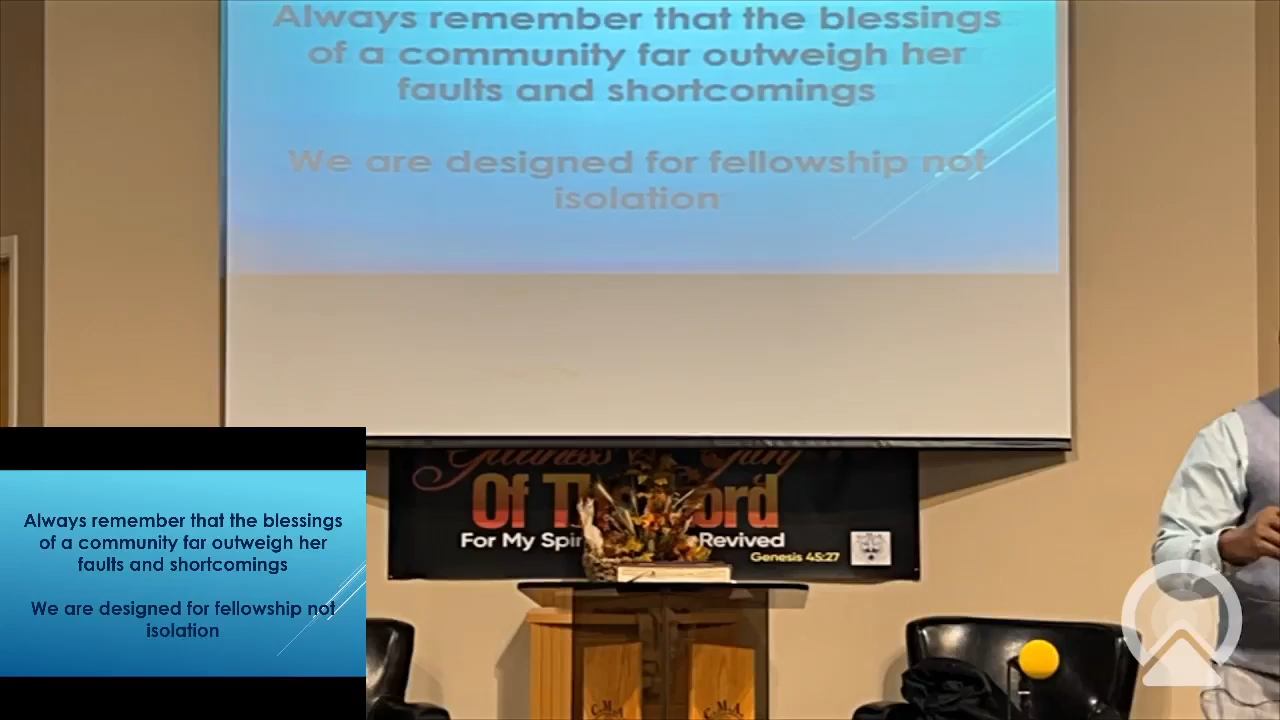 Always remember that the blessings
of a community far outweigh her
faults and shortcomings
We are designed for fellowship not
isolation
Of The Lord
For My Spir
Revived
Genesis 45:27
Always remember that the blessings
of a community far outweigh her
faults and shortcomings
We are designed for fellowship not
isolation
C.M.A.
C.M.A.